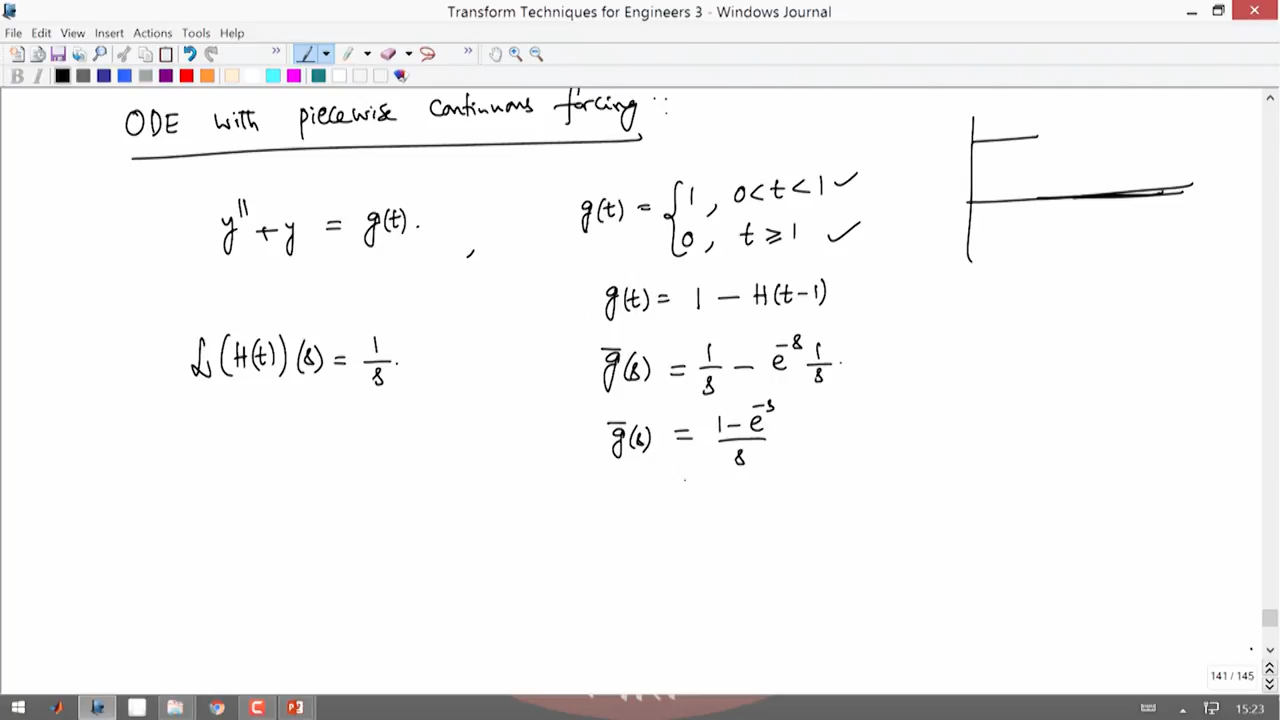 Transform Techniques for Engineers 3 - Windows Journal
File Edit View Insert Actions Tools Help
ODE with piecewise continuous forcing ::
y'' + y = g(t). ,
g(t) = { 1 , 0 < t < 1 ✓
0 , t ⩾ 1 ✓
g(t) = 1 - H(t-1)
ℒ(H(t))(s) = 1/s.
g̅(s) = 1/s - e^{-s} 1/s.
g̅(s) = (1 - e^{-s})/s
141 / 145
15:23